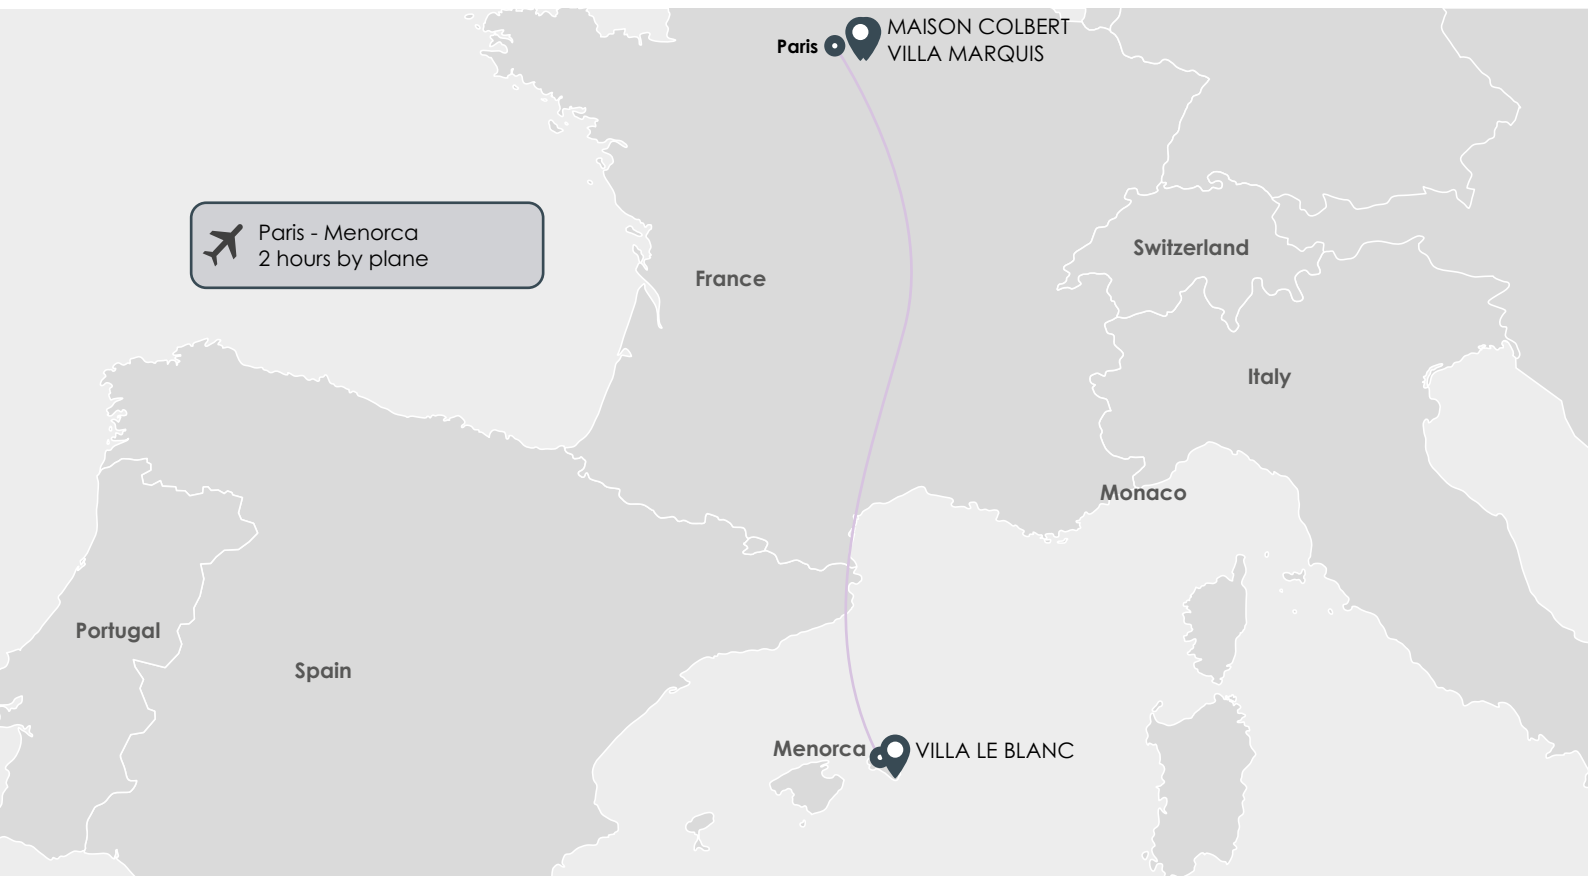 MAISON COLBERT
Paris
VILLA MARQUIS
Paris - Menorca
2 hours by plane
Switzerland
France
Italy
Monaco
Portugal
Spain
Menorca
VILLA LE BLANC